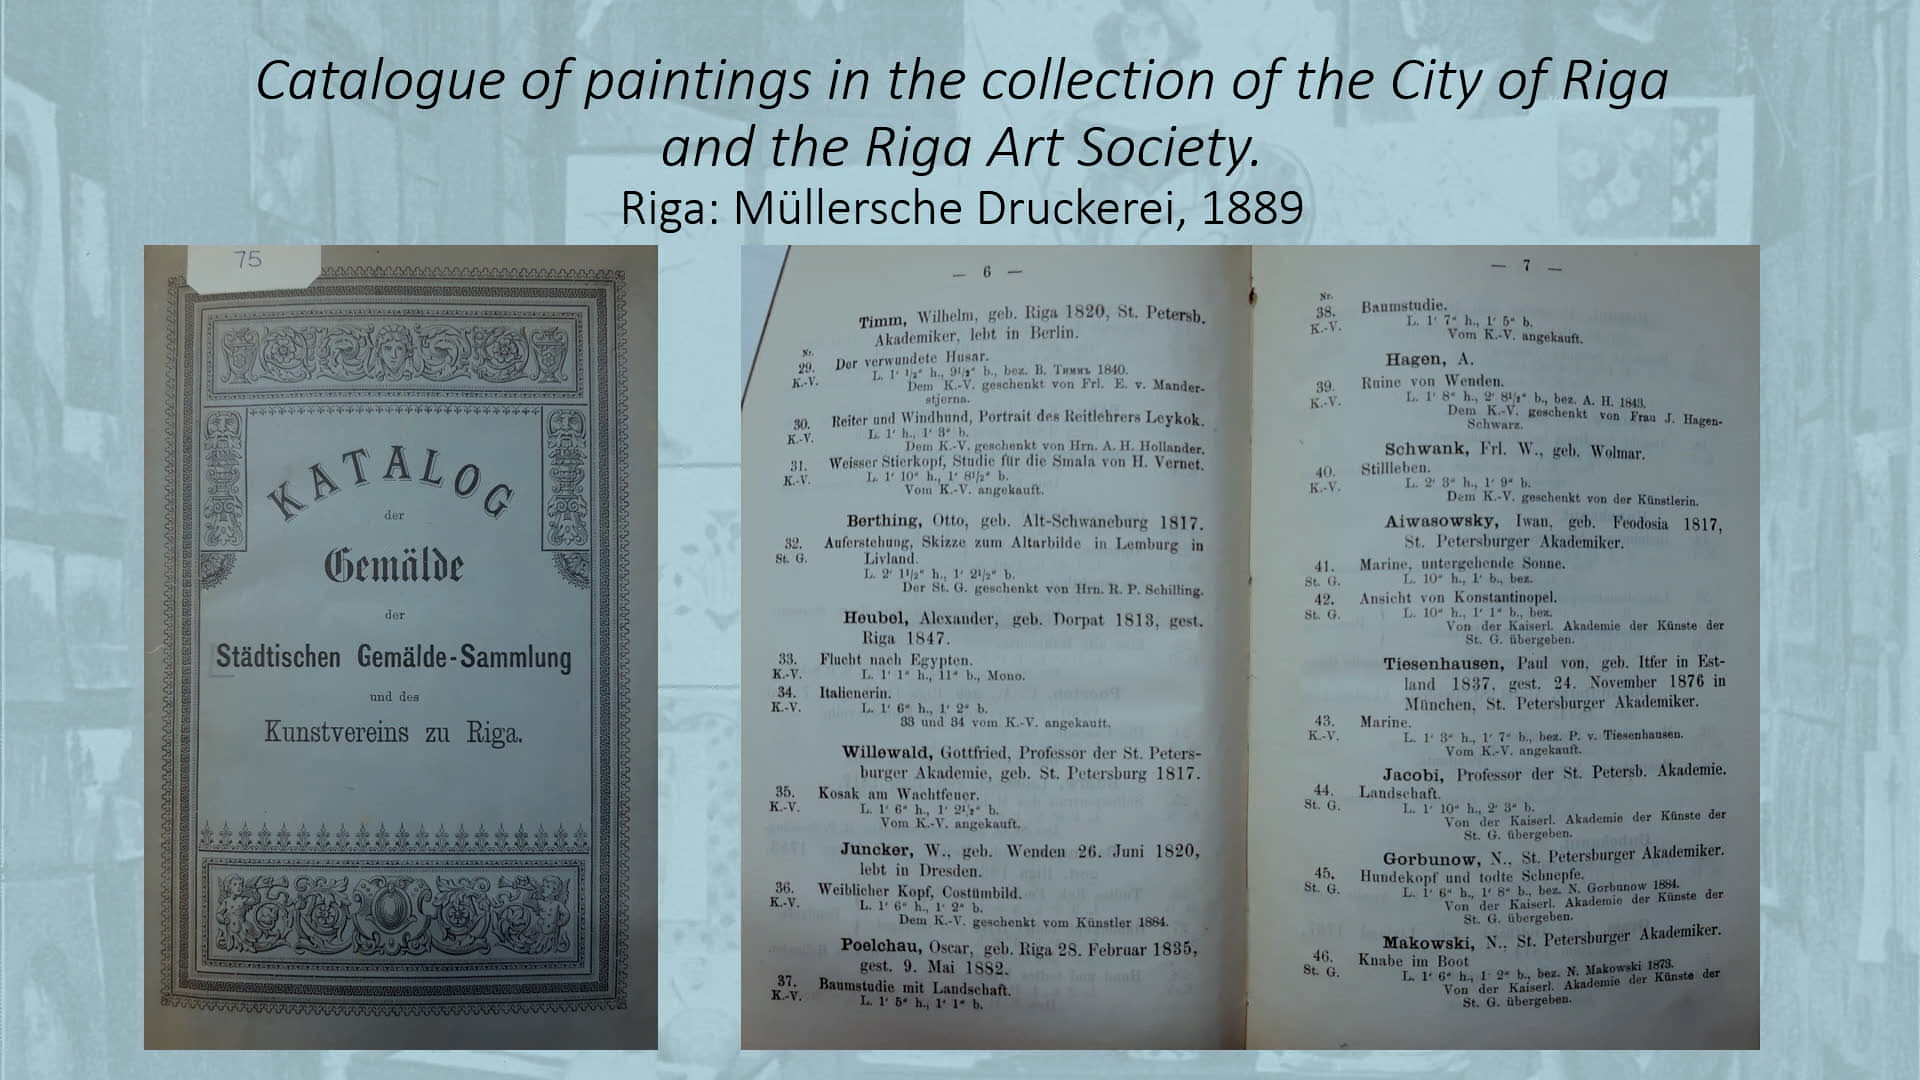 Catalogue of paintings in the collection of the City of Riga
and the Riga Art Society.
Riga: Müllersche Druckerei, 1889
75
KATALOG
der
Gemälde
der
Städtischen Gemälde-Sammlung
und des
Kunstvereins zu Riga.
— 6 —
Timm, Wilhelm, geb. Riga 1820, St. Petersb.
Akademiker, lebt in Berlin.
Nr.
29. Der verwundete Husar.
K.-V. L. 1' 1/2" h., 9 1/2" b., bez. В. Тиммъ 1840.
Dem K.-V. geschenkt von Frl. E. v. Mander-
stjerna.
30. Reiter und Windhund, Portrait des Reitlehrers Leykok.
K.-V. L. 1' h., 1' 3" b.
Dem K.-V. geschenkt von Hrn. A. H. Hollander.
31. Weisser Stierkopf, Studie für die Smala von H. Vernet.
K.-V. L. 1' 10" h., 1' 8 1/2" b.
Vom K.-V. angekauft.
Berthing, Otto, geb. Alt-Schwaneburg 1817.
32. Auferstehung, Skizze zum Altarbilde in Lemburg in
St. G. Livland.
L. 2' 1 1/2" h., 1' 2 1/2" b.
Der St. G. geschenkt von Hrn. R. P. Schilling.
Heubel, Alexander, geb. Dorpat 1813, gest.
Riga 1847.
33. Flucht nach Egypten.
K.-V. L. 1' 1" h., 11" b., Mono.
34. Italienerin.
K.-V. L. 1' 6" h., 1' 2" b.
33 und 34 vom K.-V. angekauft.
Willewald, Gottfried, Professor der St. Peters-
burger Akademie, geb. St. Petersburg 1817.
35. Kosak am Wachtfeuer.
K.-V. L. 1' 6" h., 1' 2 1/2" b.
Vom K.-V. angekauft.
Juncker, W., geb. Wenden 26. Juni 1820,
lebt in Dresden.
36. Weiblicher Kopf, Costümbild.
K.-V. L. 1' 6" h., 1' 2" b.
Dem K.-V. geschenkt vom Künstler 1884.
Poelchau, Oscar, geb. Riga 28. Februar 1835,
gest. 9. Mai 1882.
37. Baumstudie mit Landschaft.
K.-V. L. 1' 5" h., 1' 1" b.
— 7 —
Nr.
38. Baumstudie.
K.-V. L. 1' 7" h., 1' 5" b.
Vom K.-V. angekauft.
Hagen, A.
39. Ruine von Wenden.
K.-V. L. 1' 8" h., 2' 8 1/2" b., bez. A. H. 1843.
Dem K.-V. geschenkt von Frau J. Hagen-
Schwarz.
Schwank, Frl. W., geb. Wolmar.
40. Stillleben.
K.-V. L. 2' 3" h., 1' 9" b.
Dem K.-V. geschenkt von der Künstlerin.
Aiwasowsky, Iwan, geb. Feodosia 1817,
St. Petersburger Akademiker.
41. Marine, untergehende Sonne.
St. G. L. 10" h., 1' b., bez.
42. Ansicht von Konstantinopel.
St. G. L. 10" h., 1' 1" b., bez.
Von der Kaiserl. Akademie der Künste der
St. G. übergeben.
Tiesenhausen, Paul von, geb. Itfer in Est-
land 1837, gest. 24. November 1876 in
München, St. Petersburger Akademiker.
43. Marine.
K.-V. L. 1' 3" h., 1' 7" b., bez. P. v. Tiesenhausen.
Vom K.-V. angekauft.
Jacobi, Professor der St. Petersb. Akademie.
44. Landschaft.
St. G. L. 1' 10" h., 2' 3" b.
Von der Kaiserl. Akademie der Künste der
St. G. übergeben.
Gorbunow, N., St. Petersburger Akademiker.
45. Hundekopf und todte Schnepfe.
St. G. L. 1' 6" h., 1' 8" b., bez. N. Gorbunow 1884.
Von der Kaiserl. Akademie der Künste der
St. G. übergeben.
Makowski, N., St. Petersburger Akademiker.
46. Knabe im Boot
St. G. L. 1' 6" h., 1' 2" b., bez. N. Makowski 1873.
Von der Kaiserl. Akademie der Künste der
St. G. übergeben.